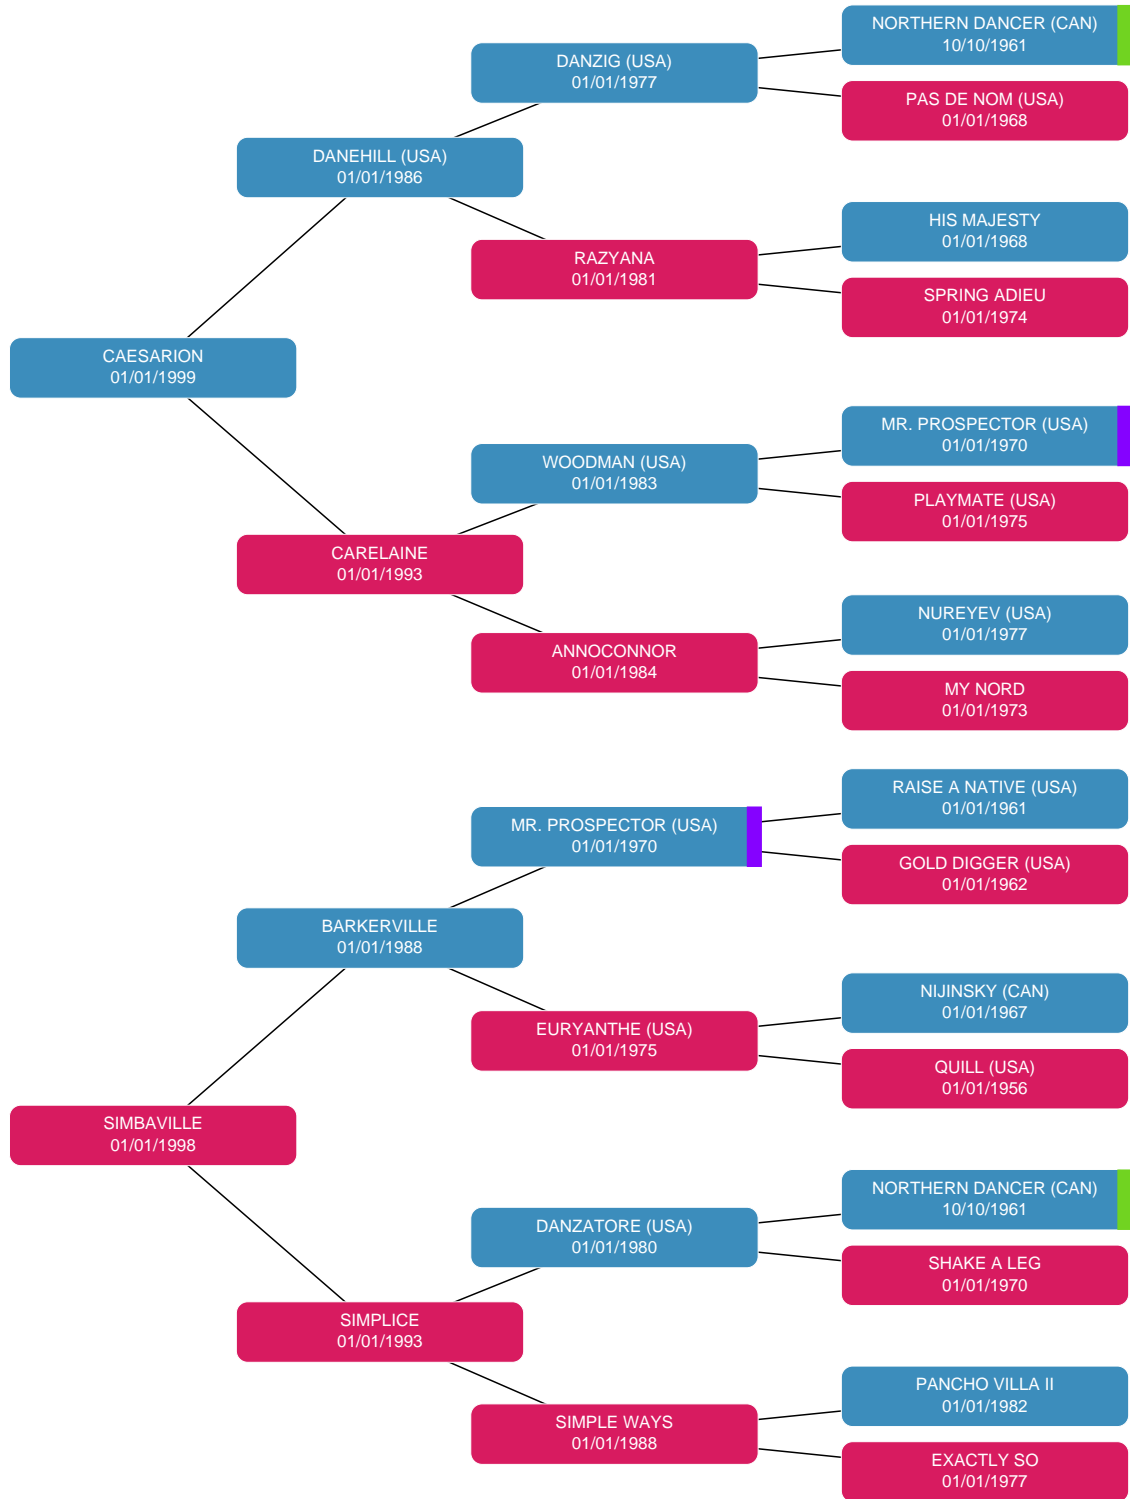 NORTHERN DANCER (CAN)
10/10/1961
DANZIG (USA)
01/01/1977
PAS DE NOM (USA)
01/01/1968
DANEHILL (USA)
01/01/1986
HIS MAJESTY
01/01/1968
RAZYANA
01/01/1981
SPRING ADIEU
01/01/1974
CAESARION
01/01/1999
MR. PROSPECTOR (USA)
01/01/1970
WOODMAN (USA)
01/01/1983
PLAYMATE (USA)
01/01/1975
CARELAINE
01/01/1993
NUREYEV (USA)
01/01/1977
ANNOCONNOR
01/01/1984
MY NORD
01/01/1973
RAISE A NATIVE (USA)
01/01/1961
MR. PROSPECTOR (USA)
01/01/1970
GOLD DIGGER (USA)
01/01/1962
BARKERVILLE
01/01/1988
NIJINSKY (CAN)
01/01/1967
EURYANTHE (USA)
01/01/1975
QUILL (USA)
01/01/1956
SIMBAVILLE
01/01/1998
NORTHERN DANCER (CAN)
10/10/1961
DANZATORE (USA)
01/01/1980
SHAKE A LEG
01/01/1970
SIMPLICE
01/01/1993
PANCHO VILLA II
01/01/1982
SIMPLE WAYS
01/01/1988
EXACTLY SO
01/01/1977